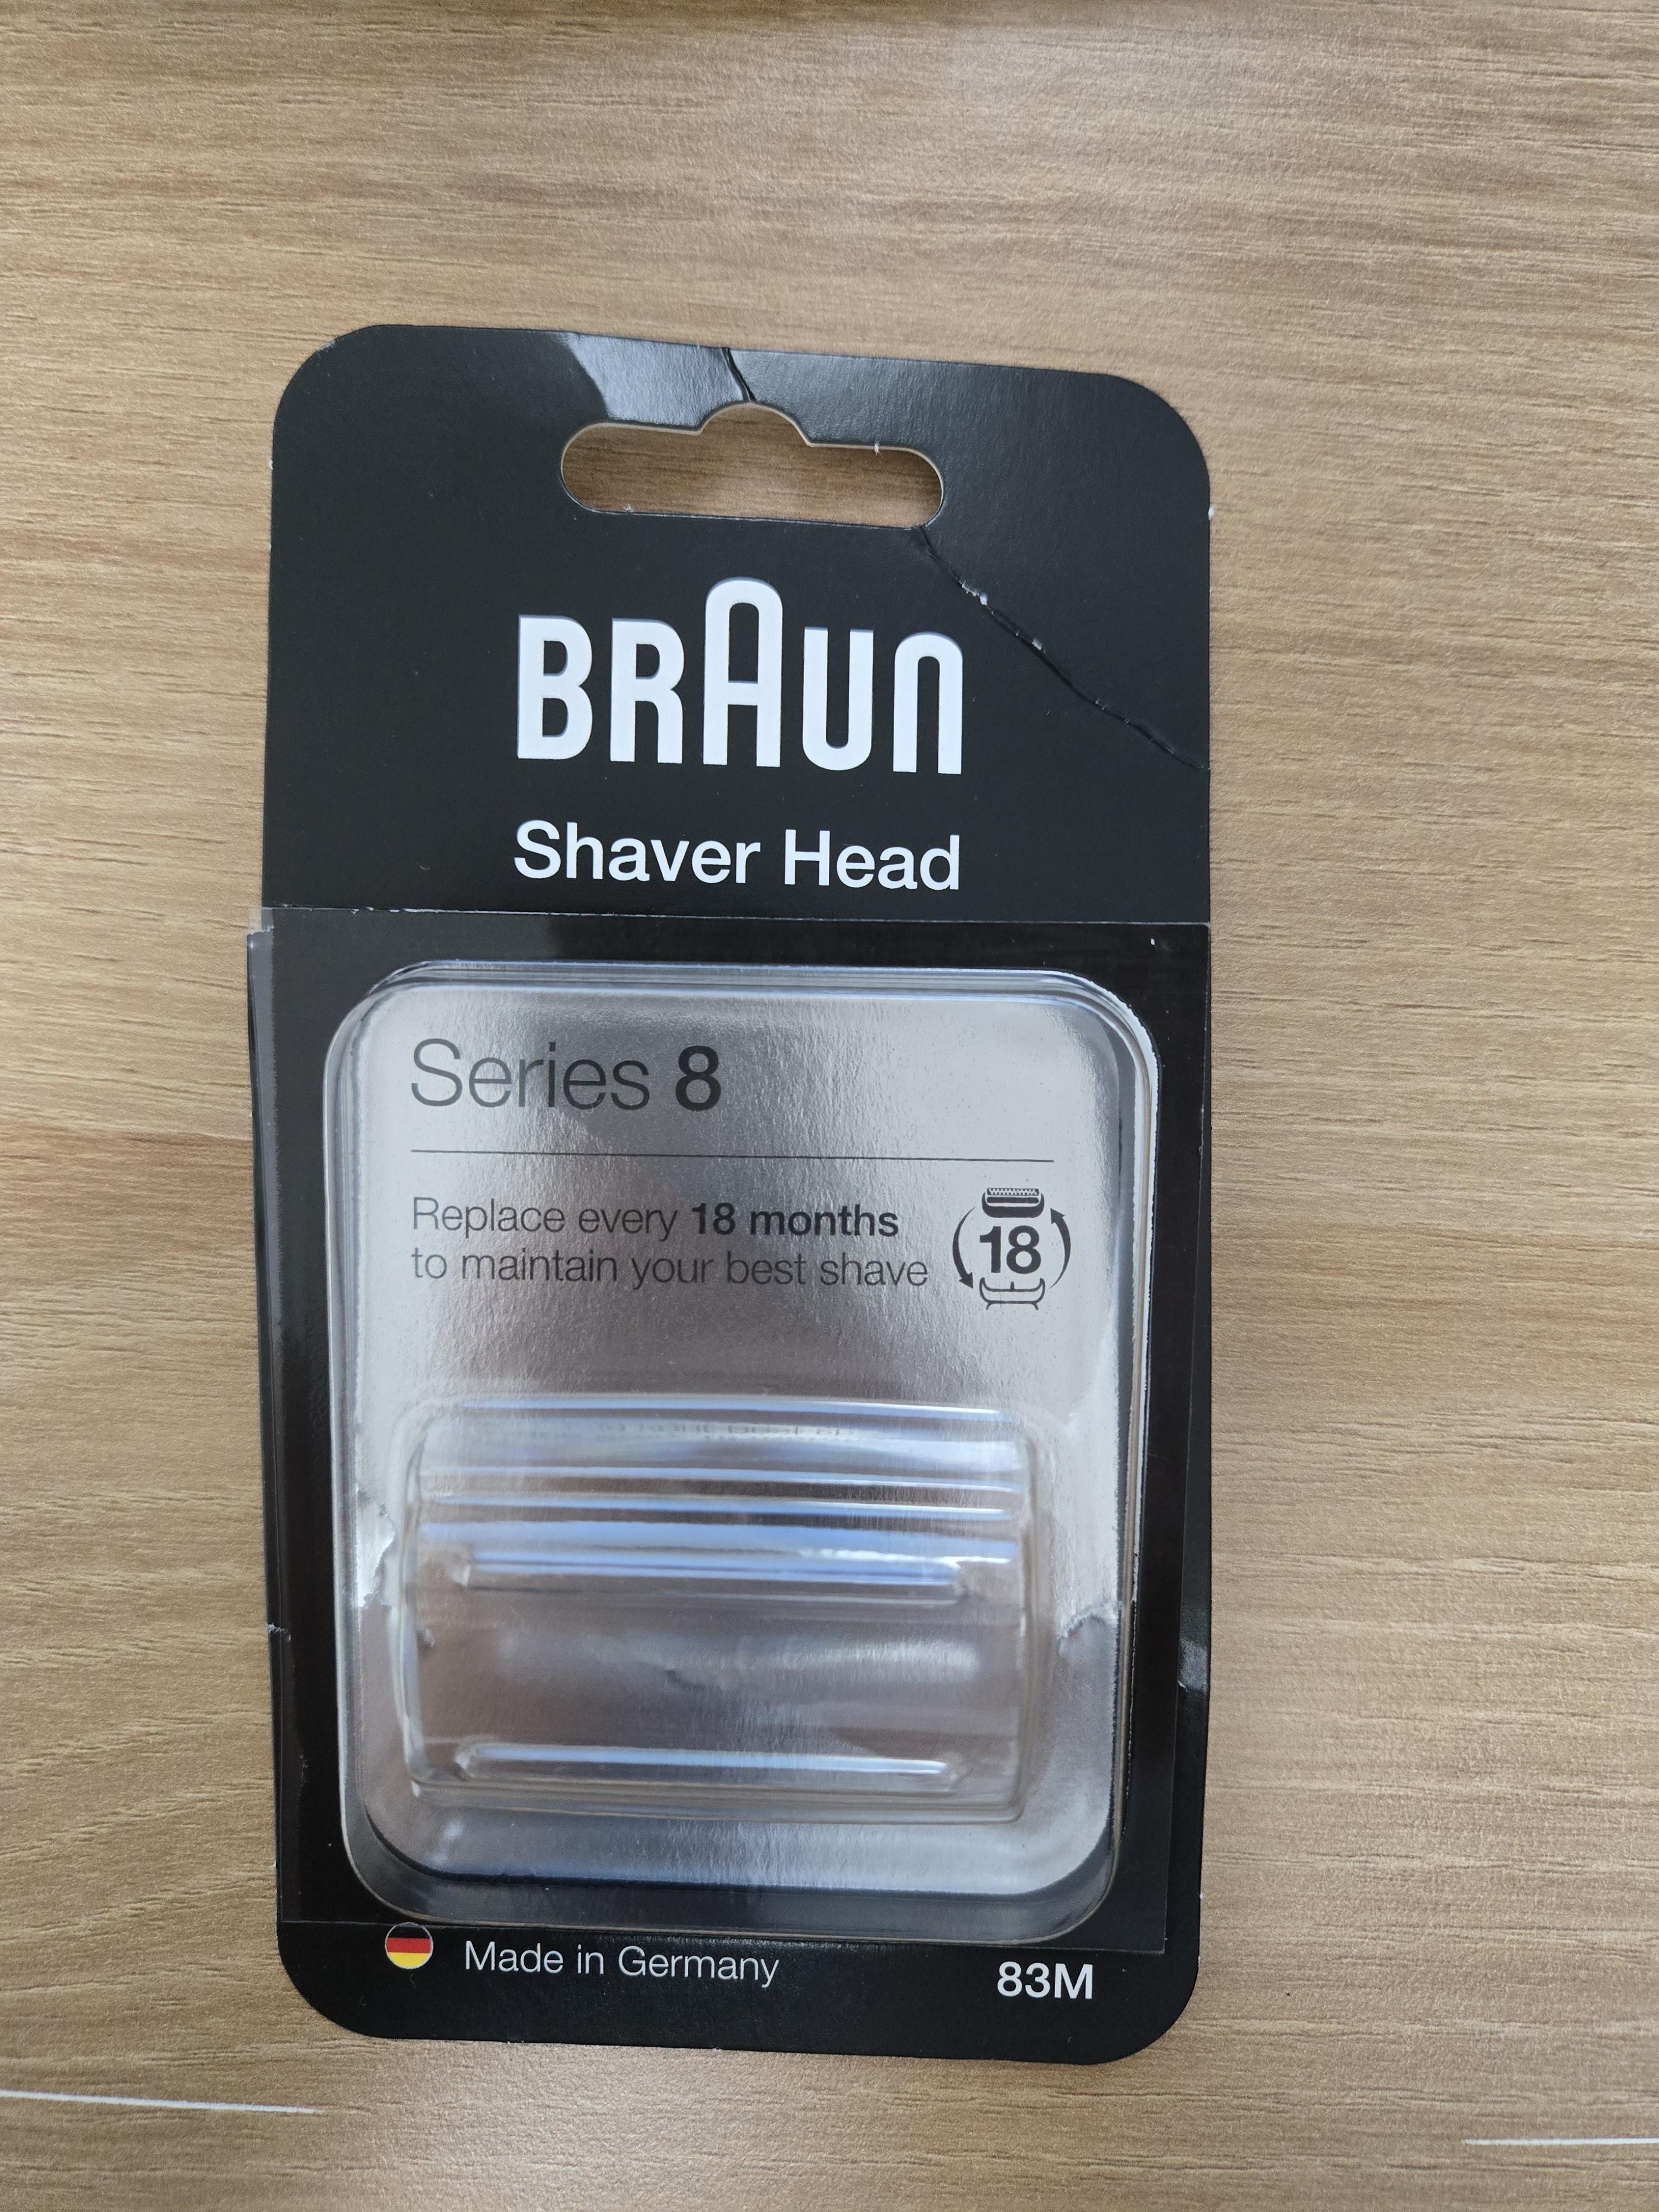 BRAUN
Shaver Head
Series 8
Replace every 18 months
to maintain your best shave
18
Made in Germany
83M